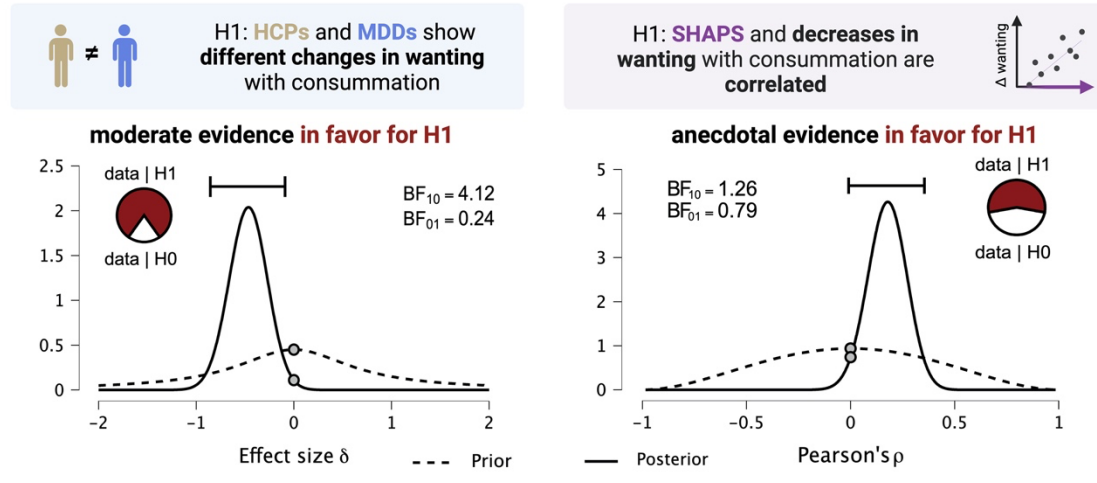 H1: HCPs and MDDs show
different changes in wanting
with consummation
≠
H1: SHAPS and decreases in
wanting with consummation are
correlated
Δ wanting
moderate evidence in favor for H1
2.5
2
1.5
1
0.5
0
data | H1
data | H0
BF10 = 4.12
BF01 = 0.24
-2
-1
0
1
2
Effect size δ
anecdotal evidence in favor for H1
5
4
3
2
1
0
BF10 = 1.26
BF01 = 0.79
data | H1
data | H0
-1
-0.5
0
0.5
1
Pearson's ρ
Prior
Posterior